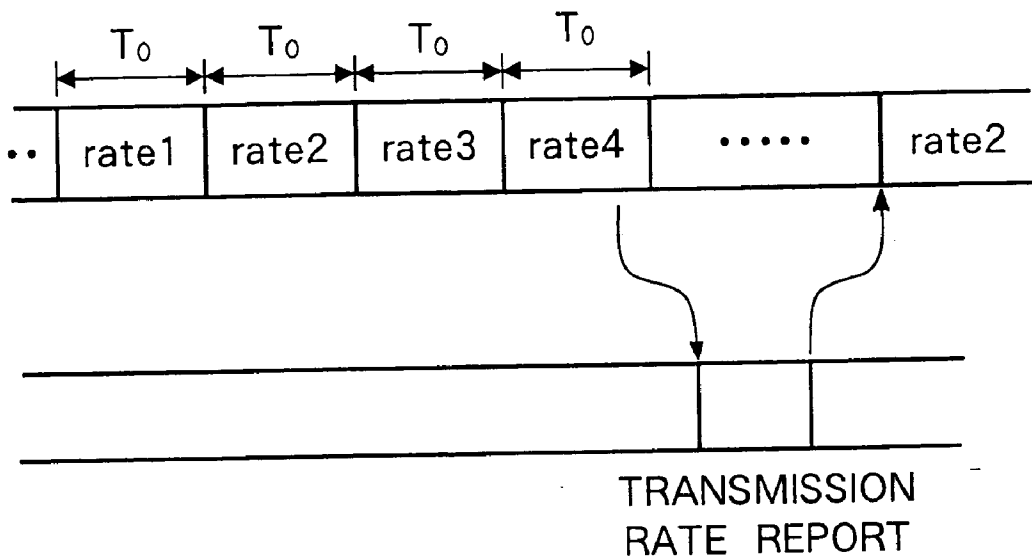 T₀ T₀ T₀ T₀
•• rate1 rate2 rate3 rate4 ••••• rate2
TRANSMISSION
RATE REPORT